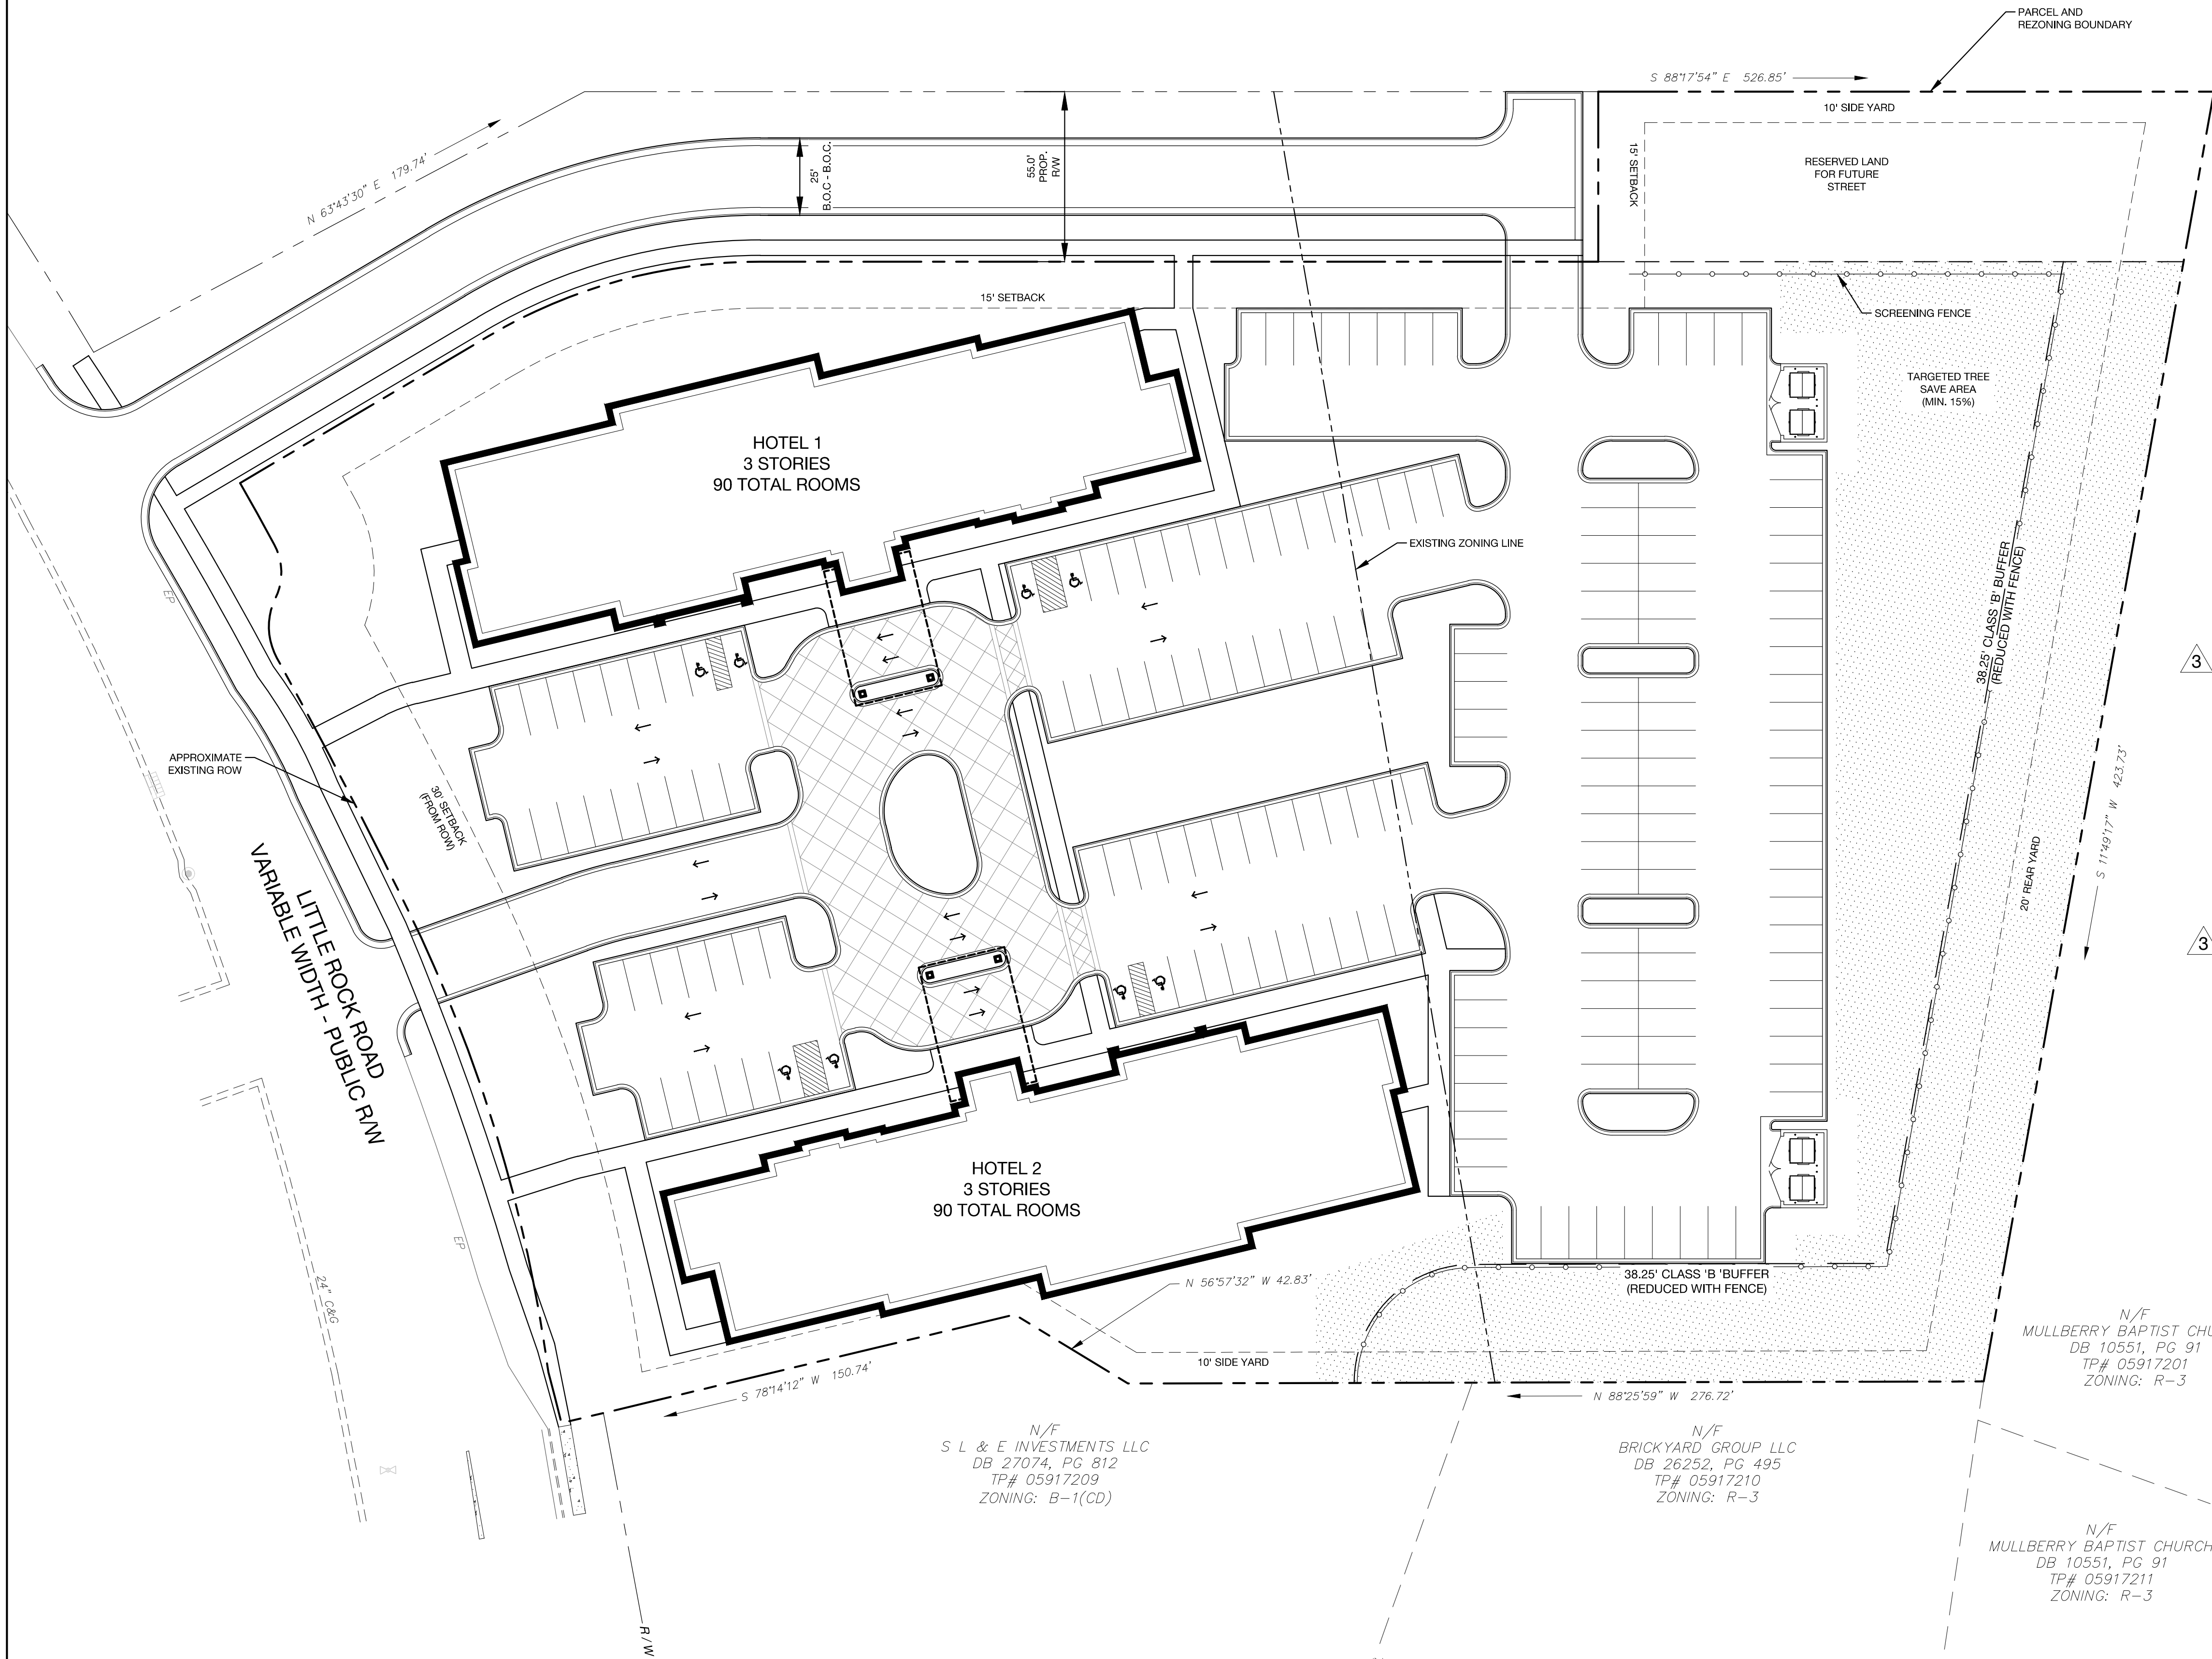 PARCEL AND
REZONING BOUNDARY
S 88°17'54" E 526.85'
10' SIDE YARD
N 63°43'30" E 179.74'
25'
B.O.C - B.O.C.
55.0'
PROP.
R/W
15' SETBACK
RESERVED LAND
FOR FUTURE
STREET
15' SETBACK
SCREENING FENCE
TARGETED TREE
SAVE AREA
(MIN. 15%)
HOTEL 1
3 STORIES
90 TOTAL ROOMS
EXISTING ZONING LINE
EP
38.25' CLASS 'B' BUFFER
(REDUCED WITH FENCE)
3
APPROXIMATE
EXISTING ROW
30' SETBACK
(FROM ROW)
S 11°49'17" W 423.73'
20' REAR YARD
3
LITTLE ROCK ROAD
VARIABLE WIDTH - PUBLIC R/W
HOTEL 2
3 STORIES
90 TOTAL ROOMS
EP
24" C&G
N 56°57'32" W 42.83'
38.25' CLASS 'B 'BUFFER
(REDUCED WITH FENCE)
10' SIDE YARD
S 78°14'12" W 150.74'
N 88°25'59" W 276.72'
N/F
MULLBERRY BAPTIST CHU
DB 10551, PG 91
TP# 05917201
ZONING: R-3
N/F
S L & E INVESTMENTS LLC
DB 27074, PG 812
TP# 05917209
ZONING: B-1(CD)
N/F
BRICKYARD GROUP LLC
DB 26252, PG 495
TP# 05917210
ZONING: R-3
N/F
MULLBERRY BAPTIST CHURCH
DB 10551, PG 91
TP# 05917211
ZONING: R-3
R/W